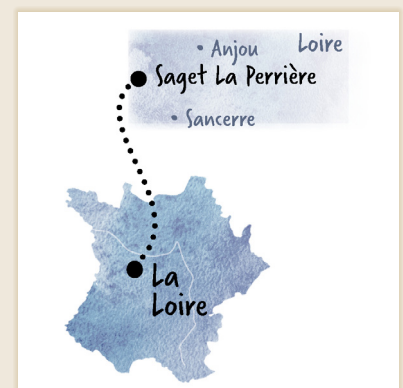 • Anjou
Loire
Saget La Perrière
• Sancerre
La
Loire